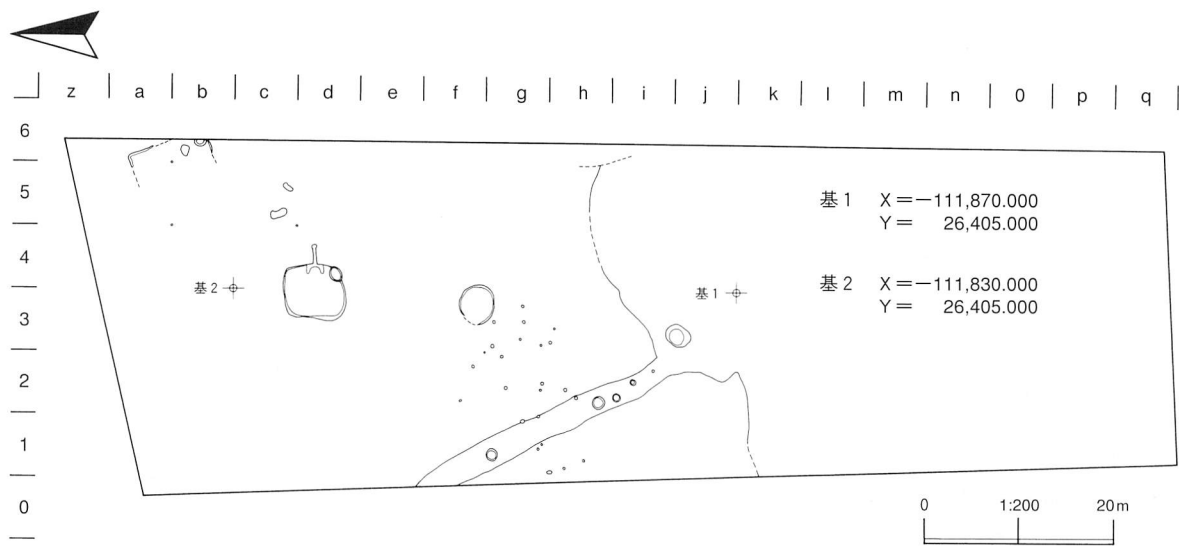 z a b c d e f g h i j k l m n o p q
6
5
4
3
2
1
0
基1 X=-111,870.000
Y= 26,405.000
基2 X=-111,830.000
Y= 26,405.000
基2
基1
0 1:200 20m